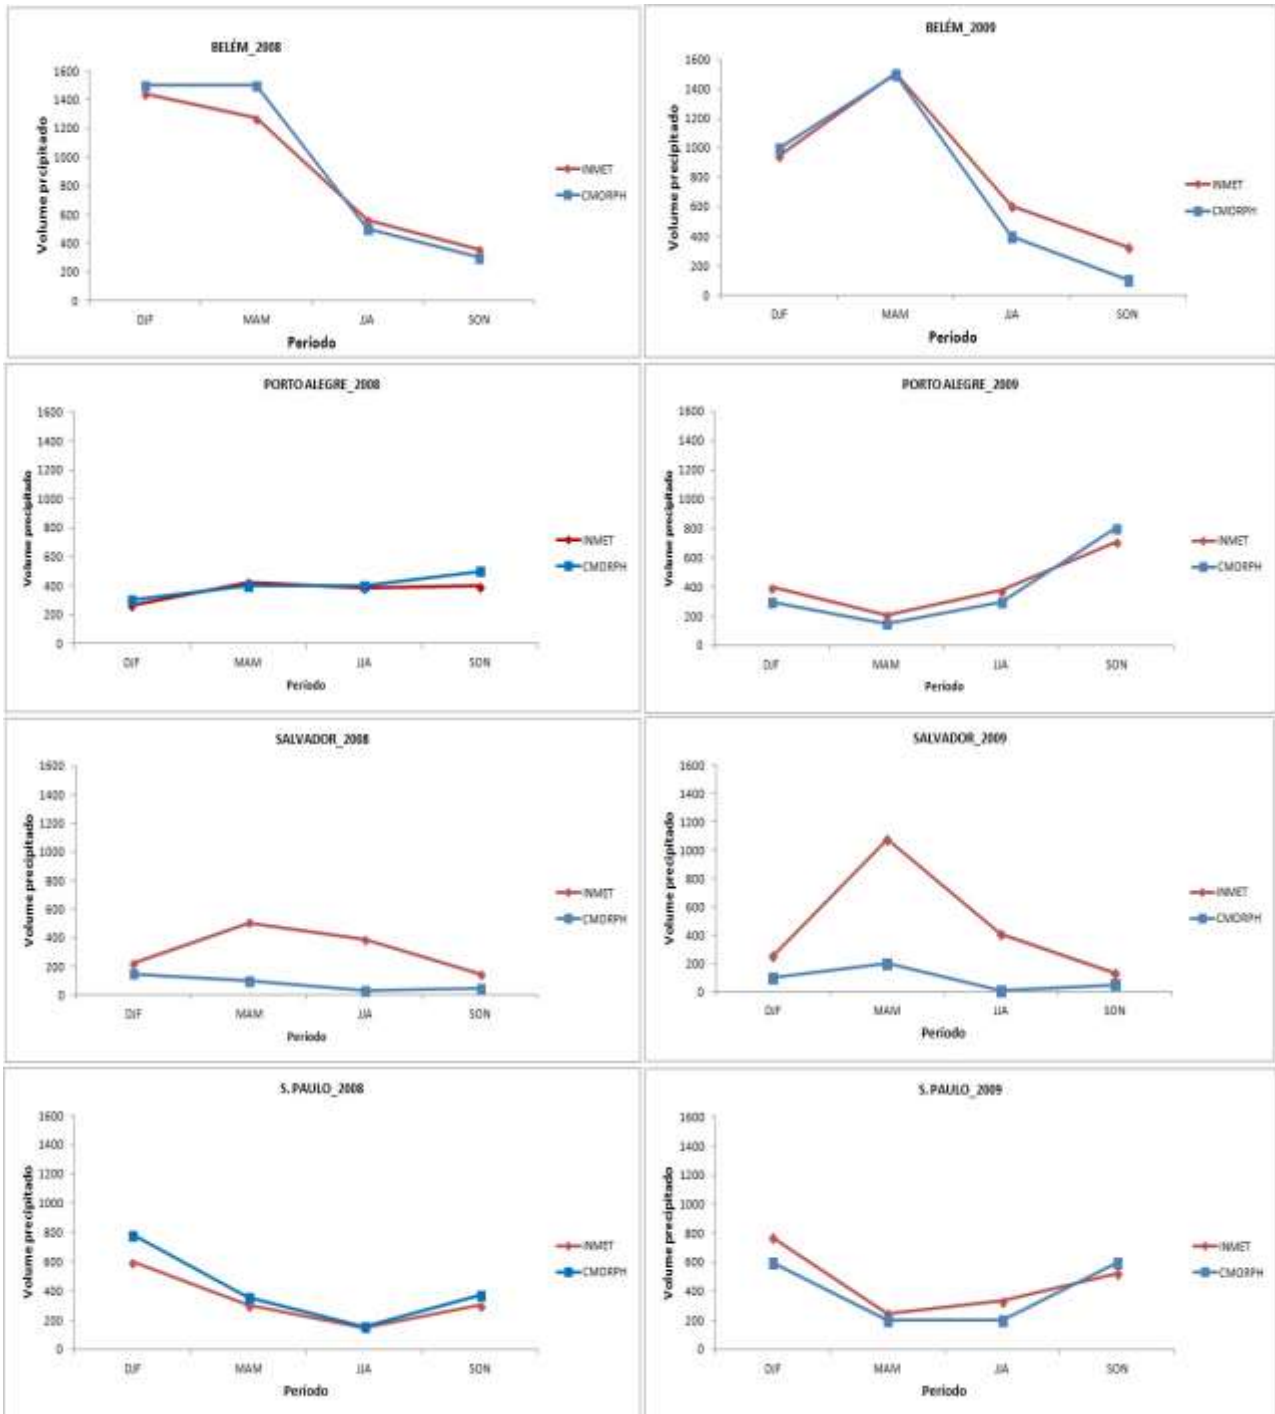 BELÉM_2008
Volume prcipitado
1600
1400
1200
1000
800
600
400
200
0
DJF MAM JJA SON
Período
INMET
CMORPH
BELÉM_2009
Volume precipitado
1600
1400
1200
1000
800
600
400
200
0
DJF MAM JJA SON
Período
INMET
CMORPH
PORTO ALEGRE_2008
Volume precipitado
1600
1400
1200
1000
800
600
400
200
0
DJF MAM JJA SON
Período
INMET
CMORPH
PORTO ALEGRE_2009
Volume precipitado
1600
1400
1200
1000
800
600
400
200
0
DJF MAM JJA SON
Período
INMET
CMORPH
SALVADOR_2008
Volume precipitado
1600
1400
1200
1000
800
600
400
200
0
DJF MAM JJA SON
Período
INMET
CMORPH
SALVADOR_2009
Volume precipitado
1600
1400
1200
1000
800
600
400
200
0
DJF MAM JJA SON
Período
INMET
CMORPH
S. PAULO_2008
Volume precipitado
1600
1400
1200
1000
800
600
400
200
0
DJF MAM JJA SON
Período
INMET
CMORPH
S. PAULO_2009
Volume precipitado
1600
1400
1200
1000
800
600
400
200
0
DJF MAM JJA SON
Período
INMET
CMORPH